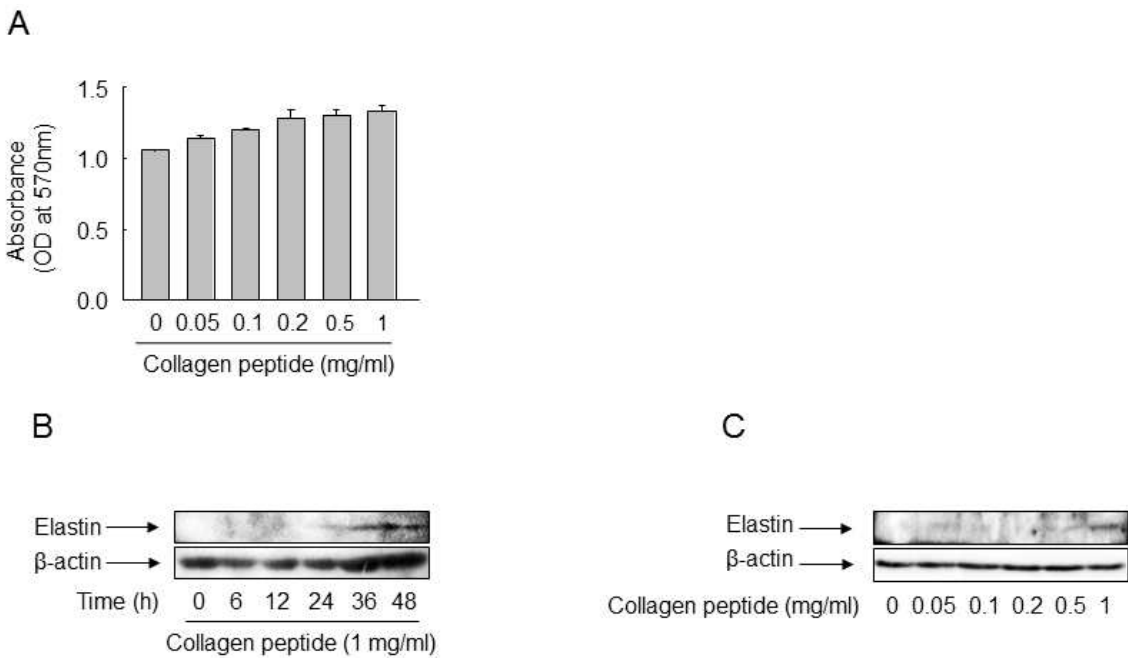 A
1.5
1.0
0.5
0.0
Absorbance
(OD at 570nm)
0 0.05 0.1 0.2 0.5 1
Collagen peptide (mg/ml)
B
Elastin
β-actin
Time (h) 0 6 12 24 36 48
Collagen peptide (1 mg/ml)
C
Elastin
β-actin
Collagen peptide (mg/ml) 0 0.05 0.1 0.2 0.5 1